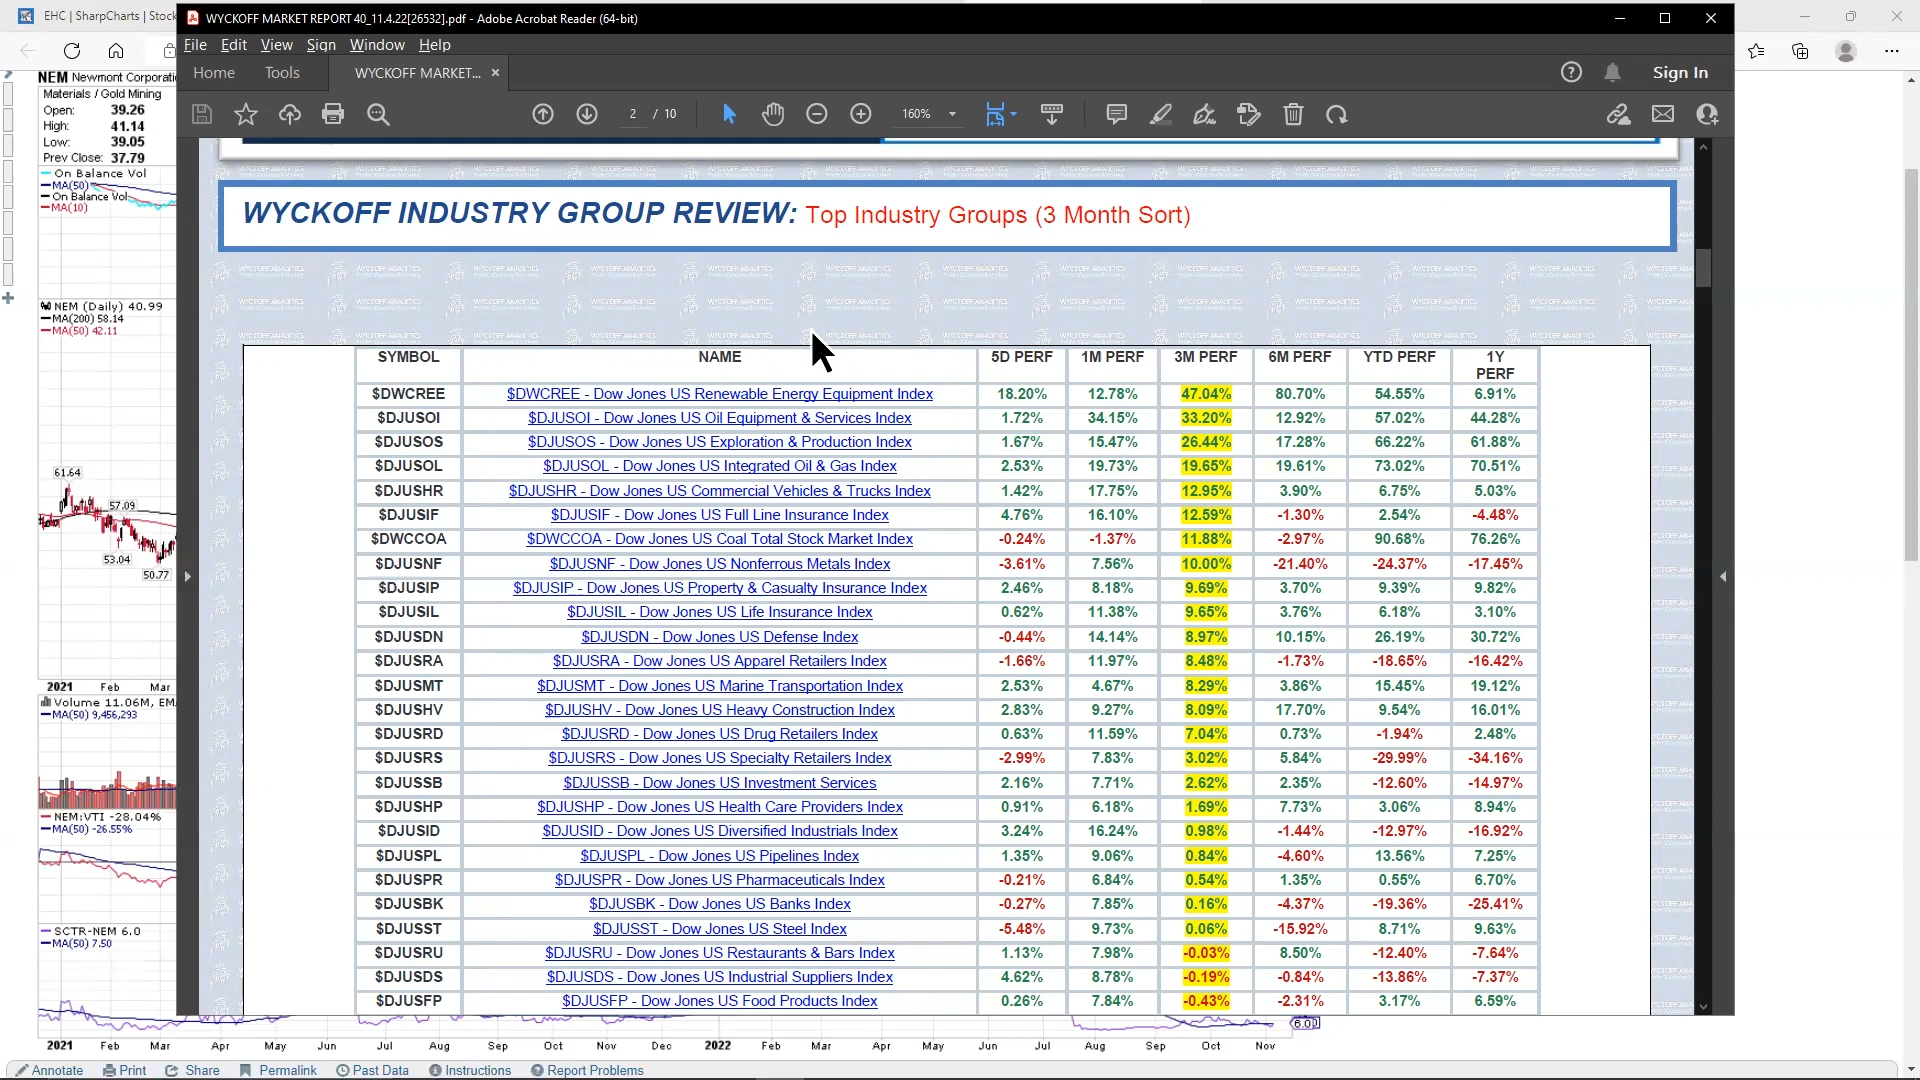 EHC | SharpCharts | Stock
WYCKOFF MARKET REPORT 40_11.4.22[26532].pdf - Adobe Acrobat Reader (64-bit)
File Edit View Sign Window Help
Home Tools WYCKOFF MARKET... ×
Sign In
2 / 10 160%
NEM Newmont Corporati
Materials / Gold Mining
Open: 39.26
High: 41.14
Low: 39.05
Prev Close: 37.79
On Balance Vol
MA(50)
On Balance Vol
MA(10)
NEM (Daily) 40.99
MA(200) 58.14
MA(50) 42.11
61.64
57.09
53.04
50.77
2021 Feb Mar
Volume 11.06M, EM
MA(50) 9,456,293
NEM:VTI -28.04%
MA(50) -26.55%
SCTR-NEM 6.0
MA(50) 7.50
WYCKOFF INDUSTRY GROUP REVIEW: Top Industry Groups (3 Month Sort)
SYMBOL NAME 5D PERF 1M PERF 3M PERF 6M PERF YTD PERF 1Y PERF
$DWCREE $DWCREE - Dow Jones US Renewable Energy Equipment Index 18.20% 12.78% 47.04% 80.70% 54.55% 6.91%
$DJUSOI $DJUSOI - Dow Jones US Oil Equipment & Services Index 1.72% 34.15% 33.20% 12.92% 57.02% 44.28%
$DJUSOS $DJUSOS - Dow Jones US Exploration & Production Index 1.67% 15.47% 26.44% 17.28% 66.22% 61.88%
$DJUSOL $DJUSOL - Dow Jones US Integrated Oil & Gas Index 2.53% 19.73% 19.65% 19.61% 73.02% 70.51%
$DJUSHR $DJUSHR - Dow Jones US Commercial Vehicles & Trucks Index 1.42% 17.75% 12.95% 3.90% 6.75% 5.03%
$DJUSIF $DJUSIF - Dow Jones US Full Line Insurance Index 4.76% 16.10% 12.59% -1.30% 2.54% -4.48%
$DWCCOA $DWCCOA - Dow Jones US Coal Total Stock Market Index -0.24% -1.37% 11.88% -2.97% 90.68% 76.26%
$DJUSNF $DJUSNF - Dow Jones US Nonferrous Metals Index -3.61% 7.56% 10.00% -21.40% -24.37% -17.45%
$DJUSIP $DJUSIP - Dow Jones US Property & Casualty Insurance Index 2.46% 8.18% 9.69% 3.70% 9.39% 9.82%
$DJUSIL $DJUSIL - Dow Jones US Life Insurance Index 0.62% 11.38% 9.65% 3.76% 6.18% 3.10%
$DJUSDN $DJUSDN - Dow Jones US Defense Index -0.44% 14.14% 8.97% 10.15% 26.19% 30.72%
$DJUSRA $DJUSRA - Dow Jones US Apparel Retailers Index -1.66% 11.97% 8.48% -1.73% -18.65% -16.42%
$DJUSMT $DJUSMT - Dow Jones US Marine Transportation Index 2.53% 4.67% 8.29% 3.86% 15.45% 19.12%
$DJUSHV $DJUSHV - Dow Jones US Heavy Construction Index 2.83% 9.27% 8.09% 17.70% 9.54% 16.01%
$DJUSRD $DJUSRD - Dow Jones US Drug Retailers Index 0.63% 11.59% 7.04% 0.73% -1.94% 2.48%
$DJUSRS $DJUSRS - Dow Jones US Specialty Retailers Index -2.99% 7.83% 3.02% 5.84% -29.99% -34.16%
$DJUSSB $DJUSSB - Dow Jones US Investment Services 2.16% 7.71% 2.62% 2.35% -12.60% -14.97%
$DJUSHP $DJUSHP - Dow Jones US Health Care Providers Index 0.91% 6.18% 1.69% 7.73% 3.06% 8.94%
$DJUSID $DJUSID - Dow Jones US Diversified Industrials Index 3.24% 16.24% 0.98% -1.44% -12.97% -16.92%
$DJUSPL $DJUSPL - Dow Jones US Pipelines Index 1.35% 9.06% 0.84% -4.60% 13.56% 7.25%
$DJUSPR $DJUSPR - Dow Jones US Pharmaceuticals Index -0.21% 6.84% 0.54% 1.35% 0.55% 6.70%
$DJUSBK $DJUSBK - Dow Jones US Banks Index -0.27% 7.85% 0.16% -4.37% -19.36% -25.41%
$DJUSST $DJUSST - Dow Jones US Steel Index -5.48% 9.73% 0.06% -15.92% 8.71% 9.63%
$DJUSRU $DJUSRU - Dow Jones US Restaurants & Bars Index 1.13% 7.98% -0.03% 8.50% -12.40% -7.64%
$DJUSDS $DJUSDS - Dow Jones US Industrial Suppliers Index 4.62% 8.78% -0.19% -0.84% -13.86% -7.37%
$DJUSFP $DJUSFP - Dow Jones US Food Products Index 0.26% 7.84% -0.43% -2.31% 3.17% 6.59%
6.00
2021 Feb Mar Apr May Jun Jul Aug Sep Oct Nov Dec 2022 Feb Mar Apr May Jun Jul Aug Sep Oct Nov
Annotate Print Share Permalink Past Data Instructions Report Problems